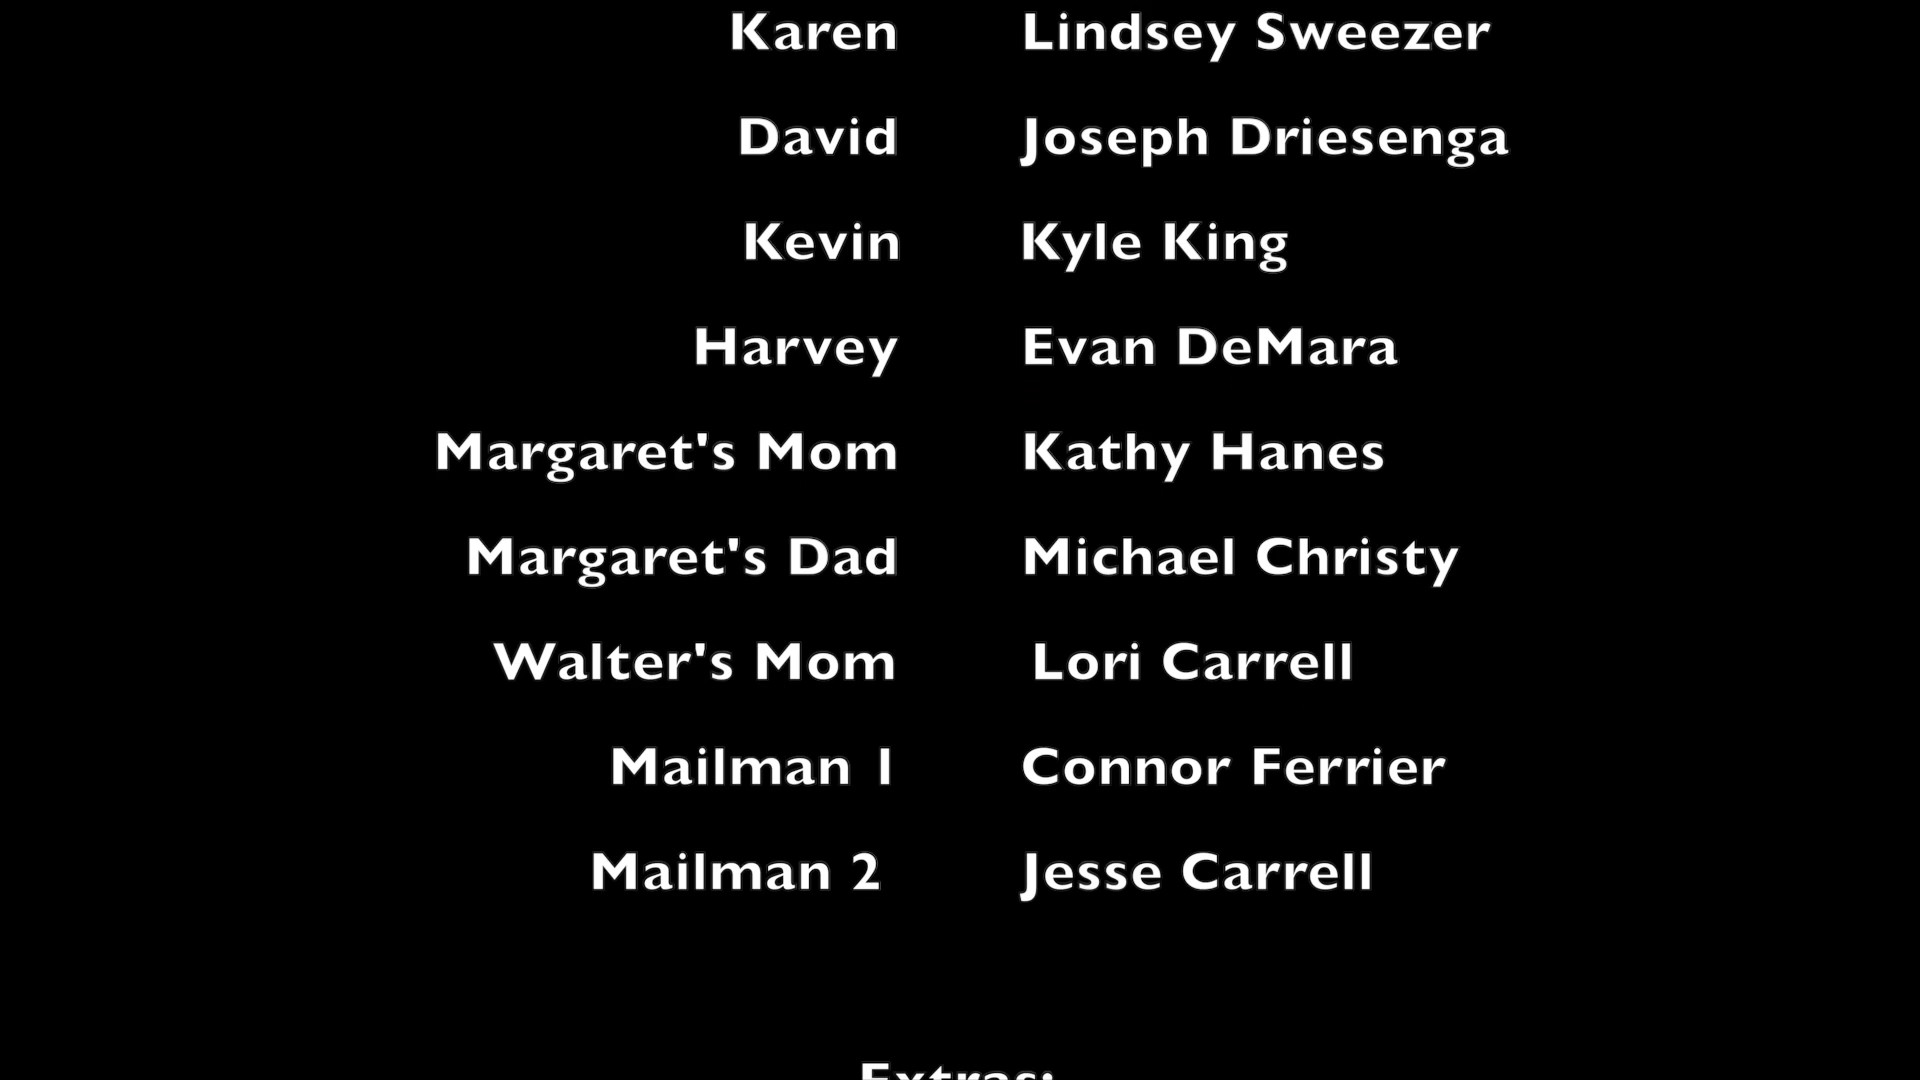 Karen Lindsey Sweezer
David Joseph Driesenga
Kevin Kyle King
Harvey Evan DeMara
Margaret's Mom Kathy Hanes
Margaret's Dad Michael Christy
Walter's Mom Lori Carrell
Mailman 1 Connor Ferrier
Mailman 2 Jesse Carrell
Extras: